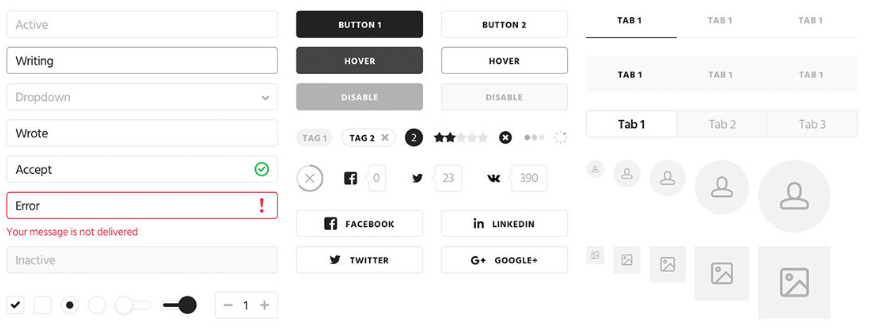 Active
Writing
Dropdown
Wrote
Accept
Error
Your message is not delivered
Inactive
1
BUTTON 1
BUTTON 2
HOVER
HOVER
DISABLE
DISABLE
TAG 1
TAG 2
2
0
23
390
FACEBOOK
LINKEDIN
TWITTER
GOOGLE+
TAB 1
TAB 1
TAB 1
TAB 1
TAB 1
TAB 1
Tab 1
Tab 2
Tab 3